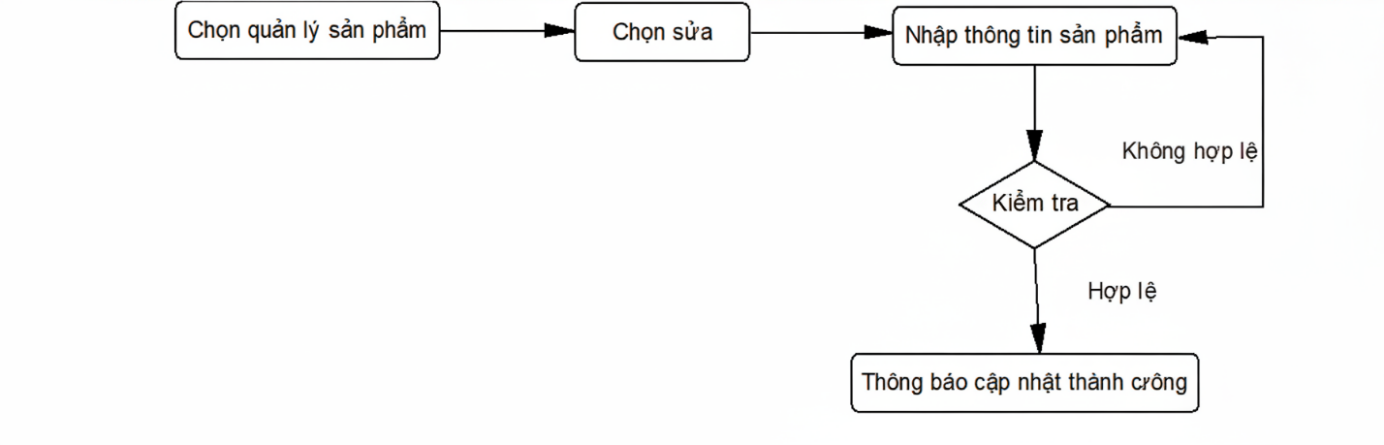 Chọn quản lý sản phẩm
Chọn sửa
Nhập thông tin sản phẩm
Không hợp lệ
Kiểm tra
Hợp lệ
Thông báo cập nhật thành crông